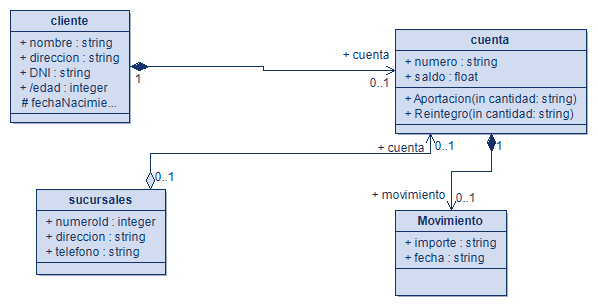 cliente
+ nombre : string
+ direccion : string
+ DNI : string
+ /edad : integer
# fechaNacimie...
1
+ cuenta
0..1
cuenta
+ numero : string
+ saldo : float
+ Aportacion(in cantidad: string)
+ Reintegro(in cantidad: string)
+ cuenta
0..1
1
0..1
sucursales
+ numeroId : integer
+ direccion : string
+ telefono : string
+ movimiento
0..1
Movimiento
+ importe : string
+ fecha : string